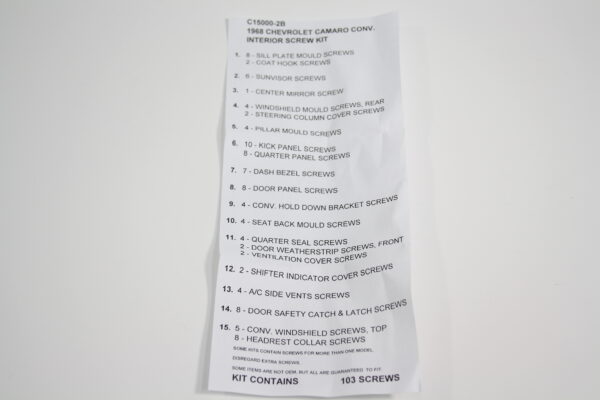 C15000-2B
1968 CHEVROLET CAMARO CONV.
INTERIOR SCREW KIT
1. 8 - SILL PLATE MOULD SCREWS
2 - COAT HOOK SCREWS
2. 6 - SUNVISOR SCREWS
3. 1 - CENTER MIRROR SCREW
4. 4 - WINDSHIELD MOULD SCREWS, REAR
2 - STEERING COLUMN COVER SCREWS
5. 4 - PILLAR MOULD SCREWS
6. 10 - KICK PANEL SCREWS
8 - QUARTER PANEL SCREWS
7. 7 - DASH BEZEL SCREWS
8. 8 - DOOR PANEL SCREWS
9. 4 - CONV. HOLD DOWN BRACKET SCREWS
10. 4 - SEAT BACK MOULD SCREWS
11. 4 - QUARTER SEAL SCREWS
2 - DOOR WEATHERSTRIP SCREWS, FRONT
2 - VENTILATION COVER SCREWS
12. 2 - SHIFTER INDICATOR COVER SCREWS
13. 4 - A/C SIDE VENTS SCREWS
14. 8 - DOOR SAFETY CATCH & LATCH SCREWS
15. 5 - CONV. WINDSHIELD SCREWS, TOP
8 - HEADREST COLLAR SCREWS
SOME KITS CONTAIN SCREWS FOR MORE THAN ONE MODEL.
DISREGARD EXTRA SCREWS.
SOME ITEMS ARE NOT OEM, BUT ALL ARE GUARANTEED TO FIT.
KIT CONTAINS 103 SCREWS